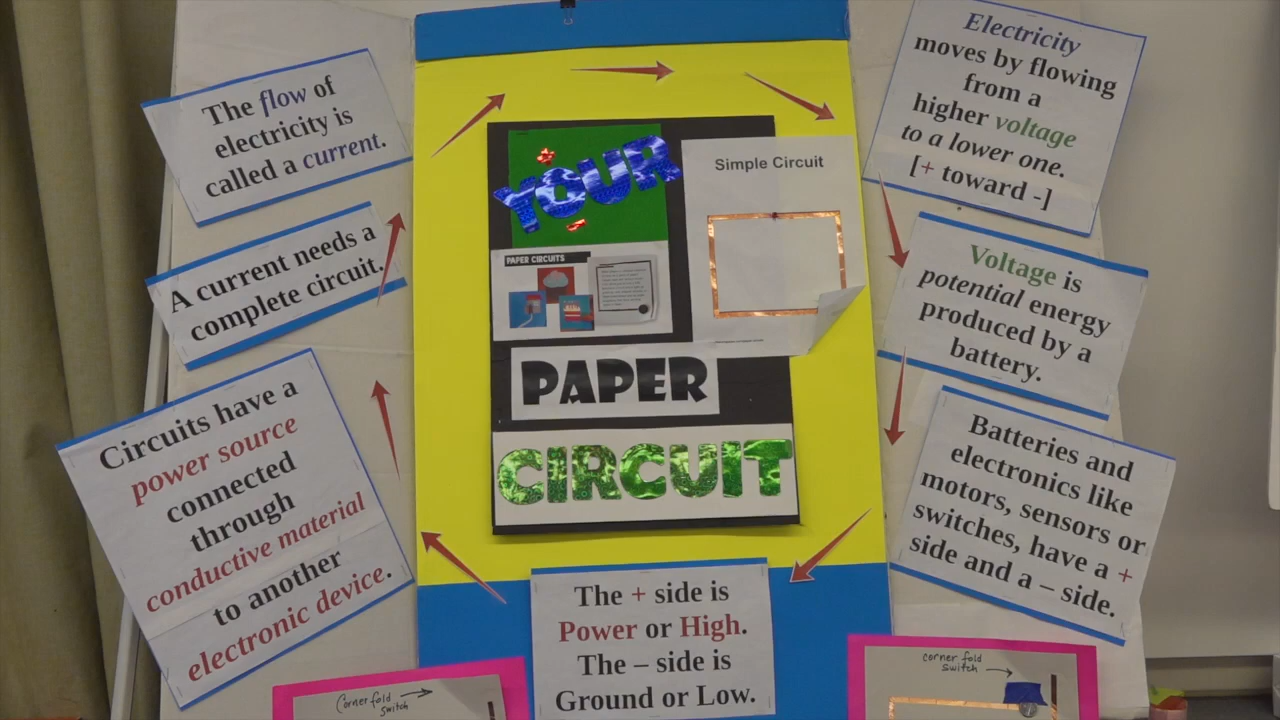 The flow of
electricity is
called a current.
A current needs a
complete circuit.
Circuits have a
power source
connected
through
conductive material
to another
electronic device.
YOUR
PAPER CIRCUITS
Simple Circuit
PAPER
CIRCUIT
Electricity
moves by flowing
from a
higher voltage
to a lower one.
[+ toward -]
Voltage is
potential energy
produced by a
battery.
Batteries and
electronics like
motors, sensors or
switches, have a +
side and a – side.
The + side is
Power or High.
The – side is
Ground or Low.
Corner fold
switch
corner fold
switch